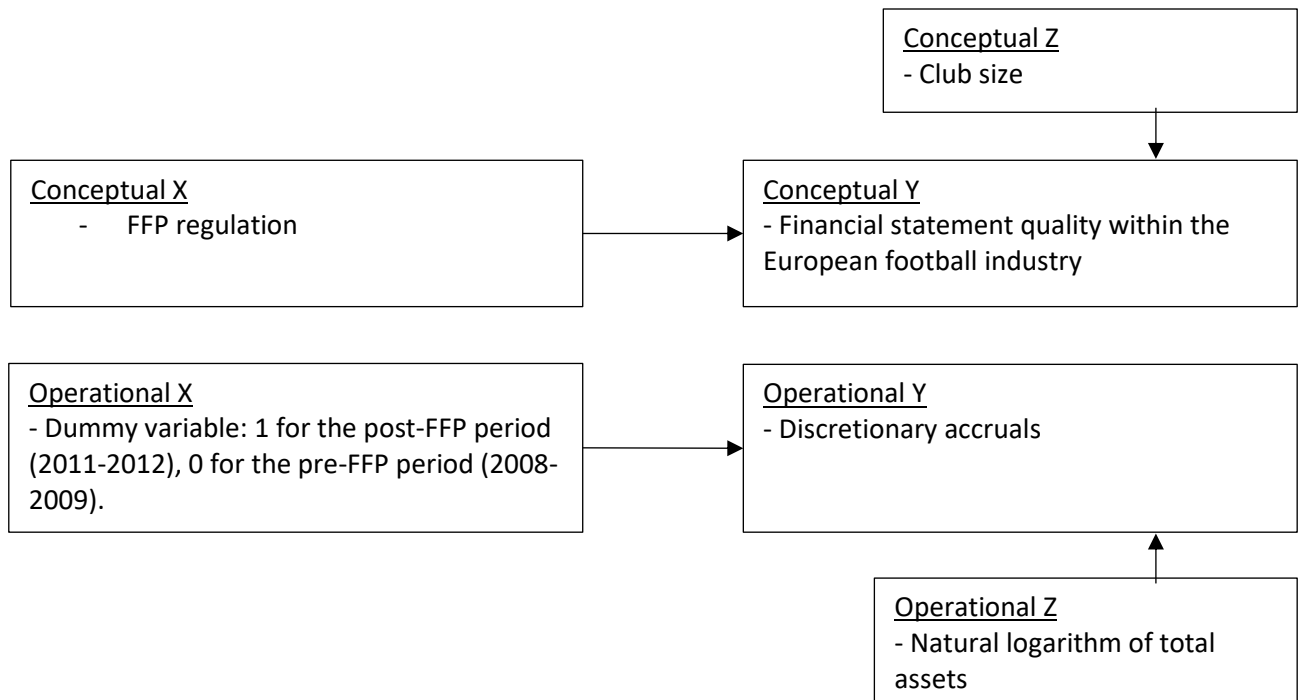 Conceptual Z
- Club size
Conceptual X
- FFP regulation
Conceptual Y
- Financial statement quality within the
European football industry
Operational X
- Dummy variable: 1 for the post-FFP period
(2011-2012), 0 for the pre-FFP period (2008-
2009).
Operational Y
- Discretionary accruals
Operational Z
- Natural logarithm of total
assets